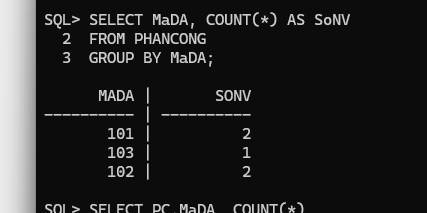 SQL> SELECT MaDA, COUNT(*) AS SoNV
  2  FROM PHANCONG
  3  GROUP BY MaDA;
      MADA |       SONV
---------- | ----------
       101 |          2
       103 |          1
       102 |          2
SQL> SELECT PC.MaDA, COUNT(*)